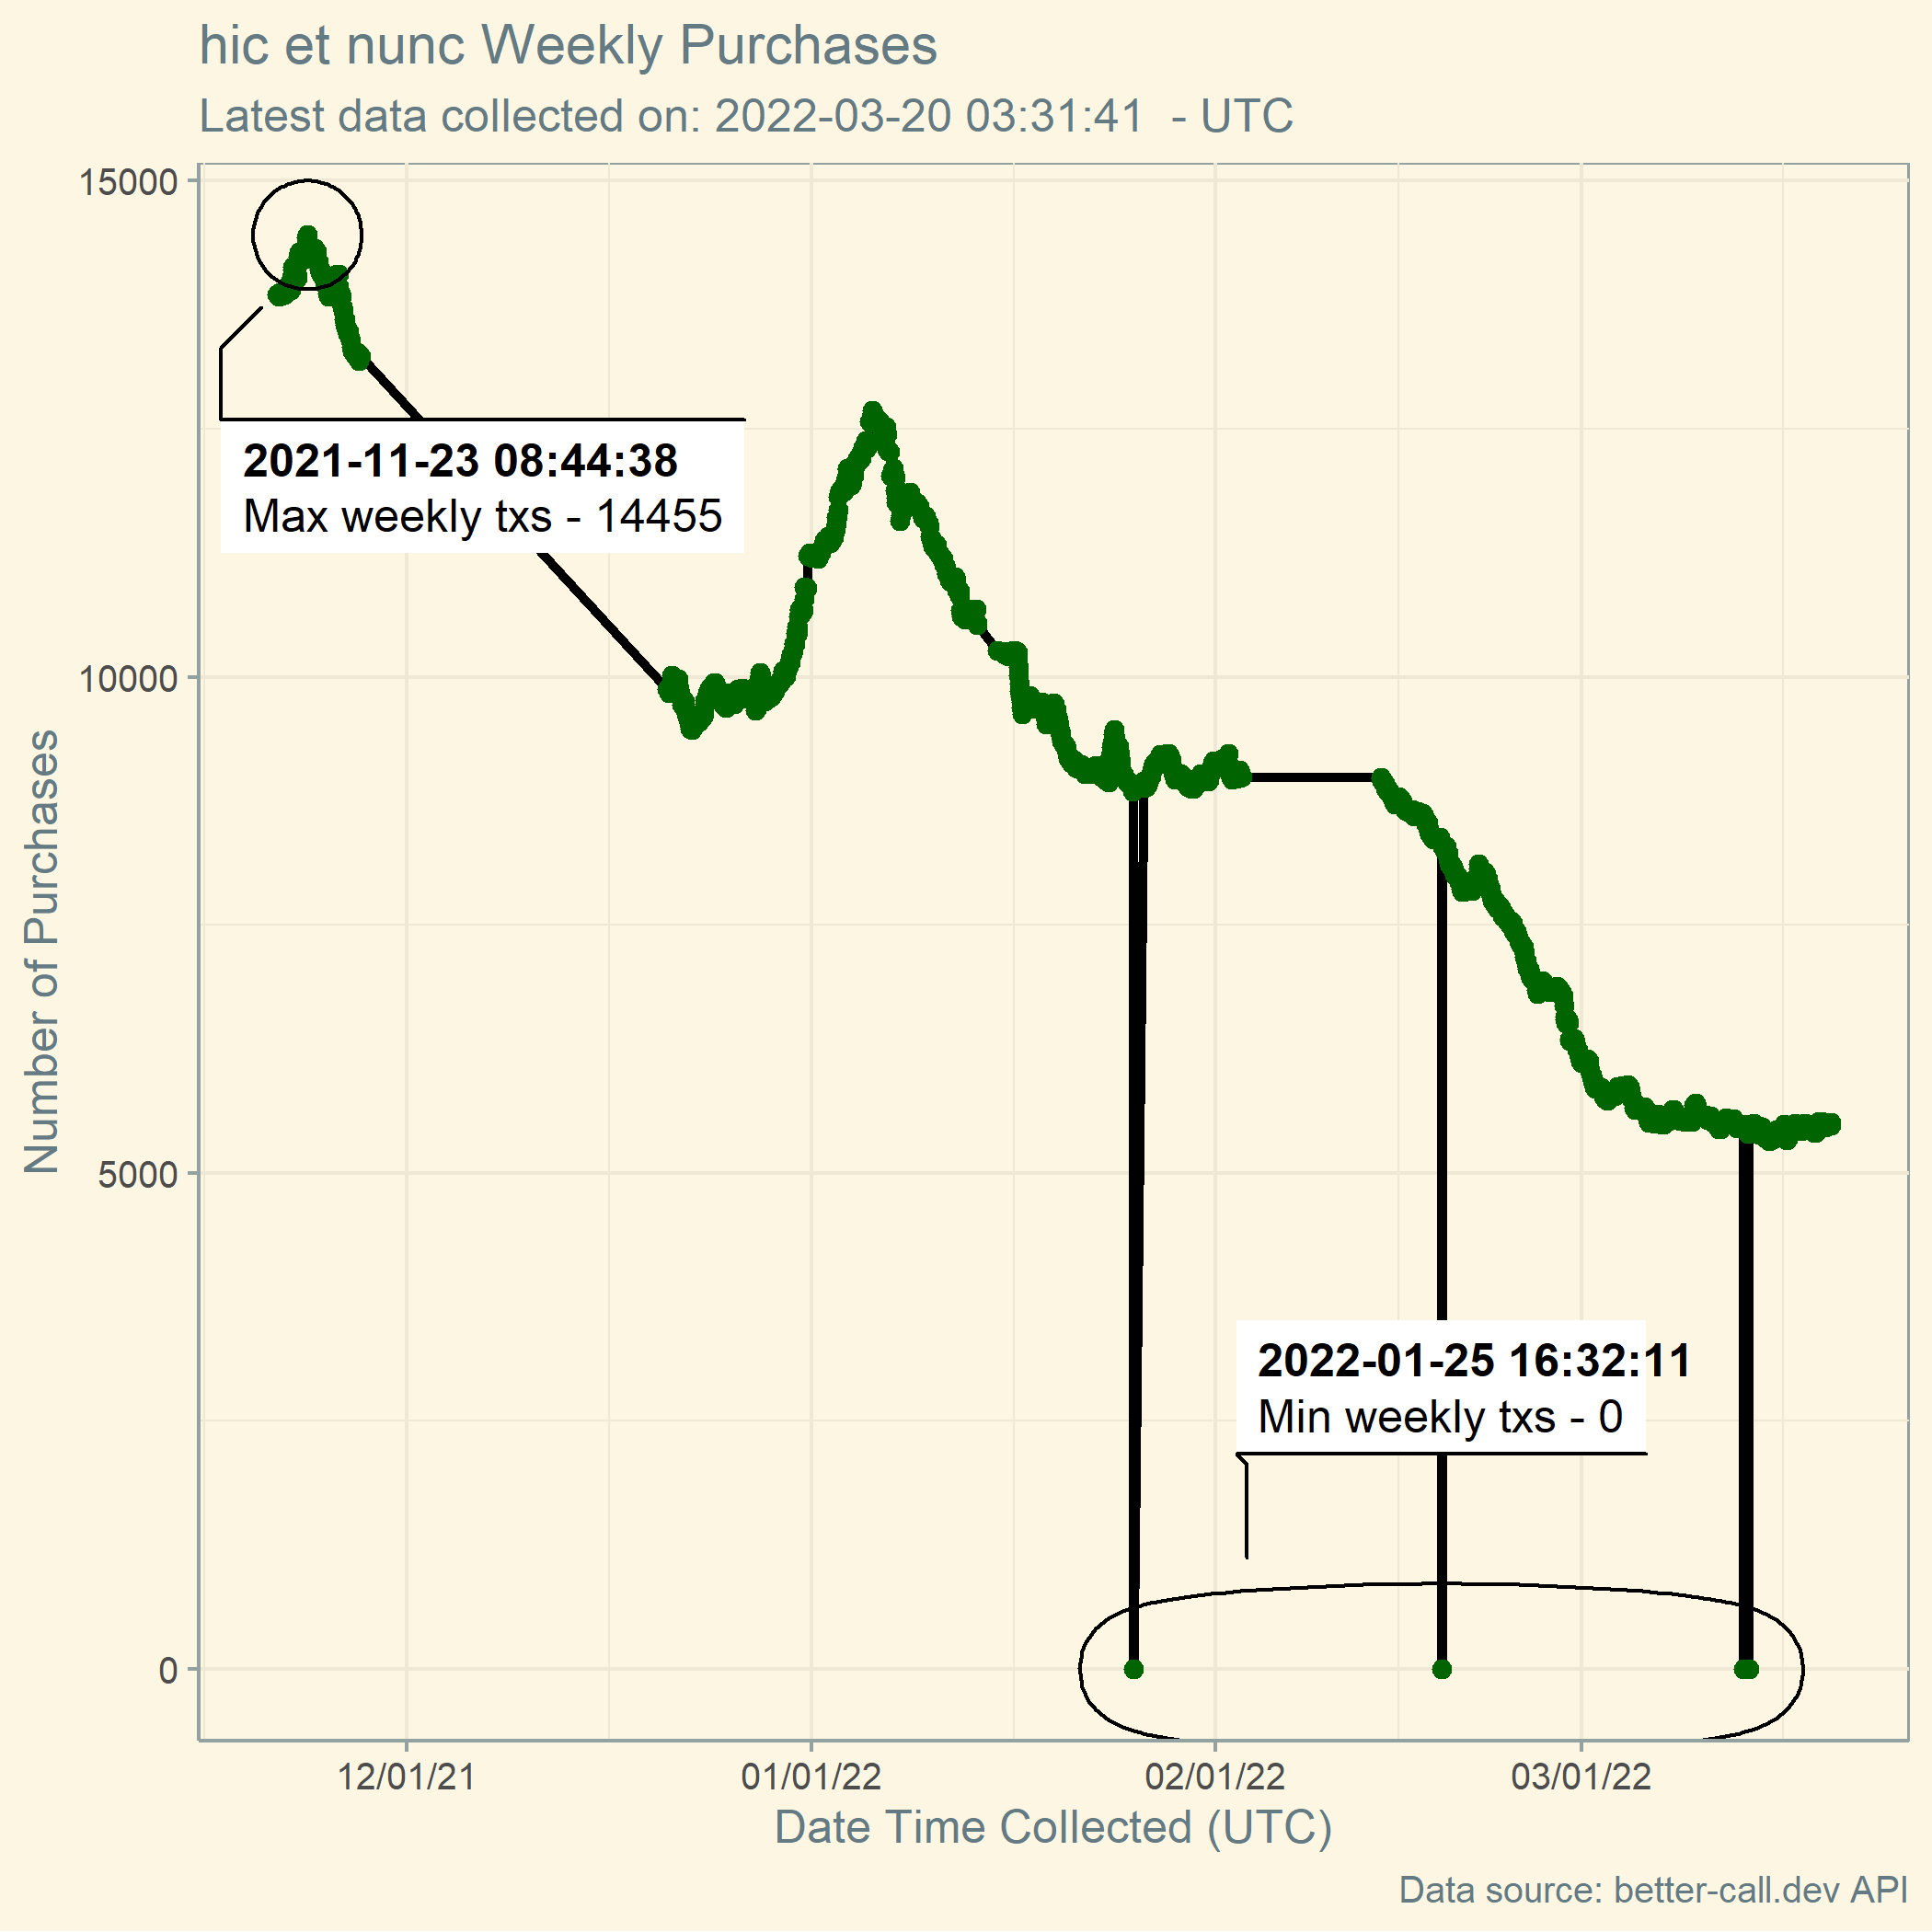 hic et nunc Weekly Purchases
Latest data collected on: 2022-03-20 03:31:41  - UTC
Number of Purchases
15000
10000
5000
0
2021-11-23 08:44:38
Max weekly txs - 14455
2022-01-25 16:32:11
Min weekly txs - 0
12/01/21
01/01/22
02/01/22
03/01/22
Date Time Collected (UTC)
Data source: better-call.dev API